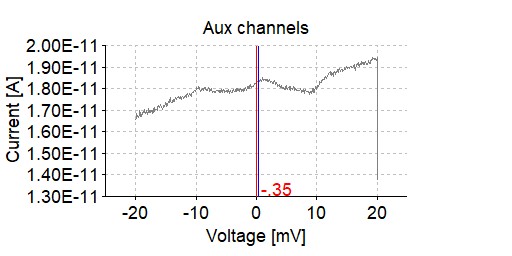 Aux channels
Current [A]
2.00E-11
1.90E-11
1.80E-11
1.70E-11
1.60E-11
1.50E-11
1.40E-11
1.30E-11
-.35
-20 -10 0 10 20
Voltage [mV]